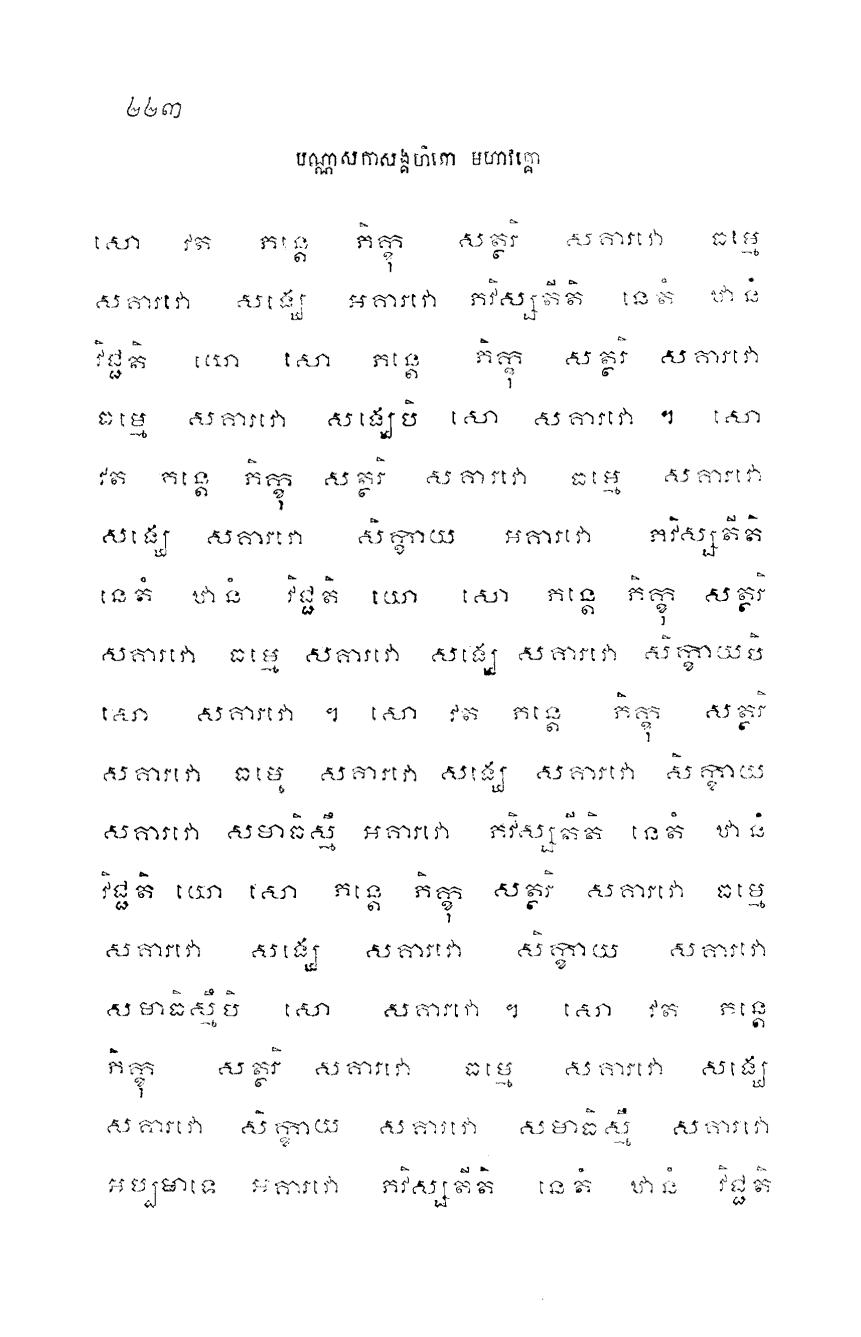 ២២៣
បណ្ណាសកាសង្គហិតោ មហាវគ្គោ
សោ វត ភន្តេ ភិក្ខុ សត្ថរិ សគារវោ ធម្មេ
សគារវោ សង្ឃេ អគារវោ ភវិស្សតីតិ នេតំ ឋានំ
វិជ្ជតិ យោ សោ ភន្តេ ភិក្ខុ សត្ថរិ សគារវោ
ធម្មេ សគារវោ សង្ឃេបិ សោ សគារវោ ។ សោ
វត ភន្តេ ភិក្ខុ សត្ថរិ សគារវោ ធម្មេ សគារវោ
សង្ឃេ សគារវោ សិក្ខាយ អគារវោ ភវិស្សតីតិ
នេតំ ឋានំ វិជ្ជតិ យោ សោ ភន្តេ ភិក្ខុ សត្ថរិ
សគារវោ ធម្មេ សគារវោ សង្ឃេ សគារវោ សិក្ខាយបិ
សោ សគារវោ ។ សោ វត ភន្តេ ភិក្ខុ សត្ថរិ
សគារវោ ធម្មេ សគារវោ សង្ឃេ សគារវោ សិក្ខាយ
សគារវោ សមាធិស្មឹ អគារវោ ភវិស្សតីតិ នេតំ ឋានំ
វិជ្ជតិ យោ សោ ភន្តេ ភិក្ខុ សត្ថរិ សគារវោ ធម្មេ
សគារវោ សង្ឃេ សគារវោ សិក្ខាយ សគារវោ
សមាធិស្មឹបិ សោ សគារវោ ។ សោ វត ភន្តេ
ភិក្ខុ សត្ថរិ សគារវោ ធម្មេ សគារវោ សង្ឃេ
សគារវោ សិក្ខាយ សគារវោ សមាធិស្មឹ សគារវោ
អប្បមាទេ អគារវោ ភវិស្សតីតិ នេតំ ឋានំ វិជ្ជតិ